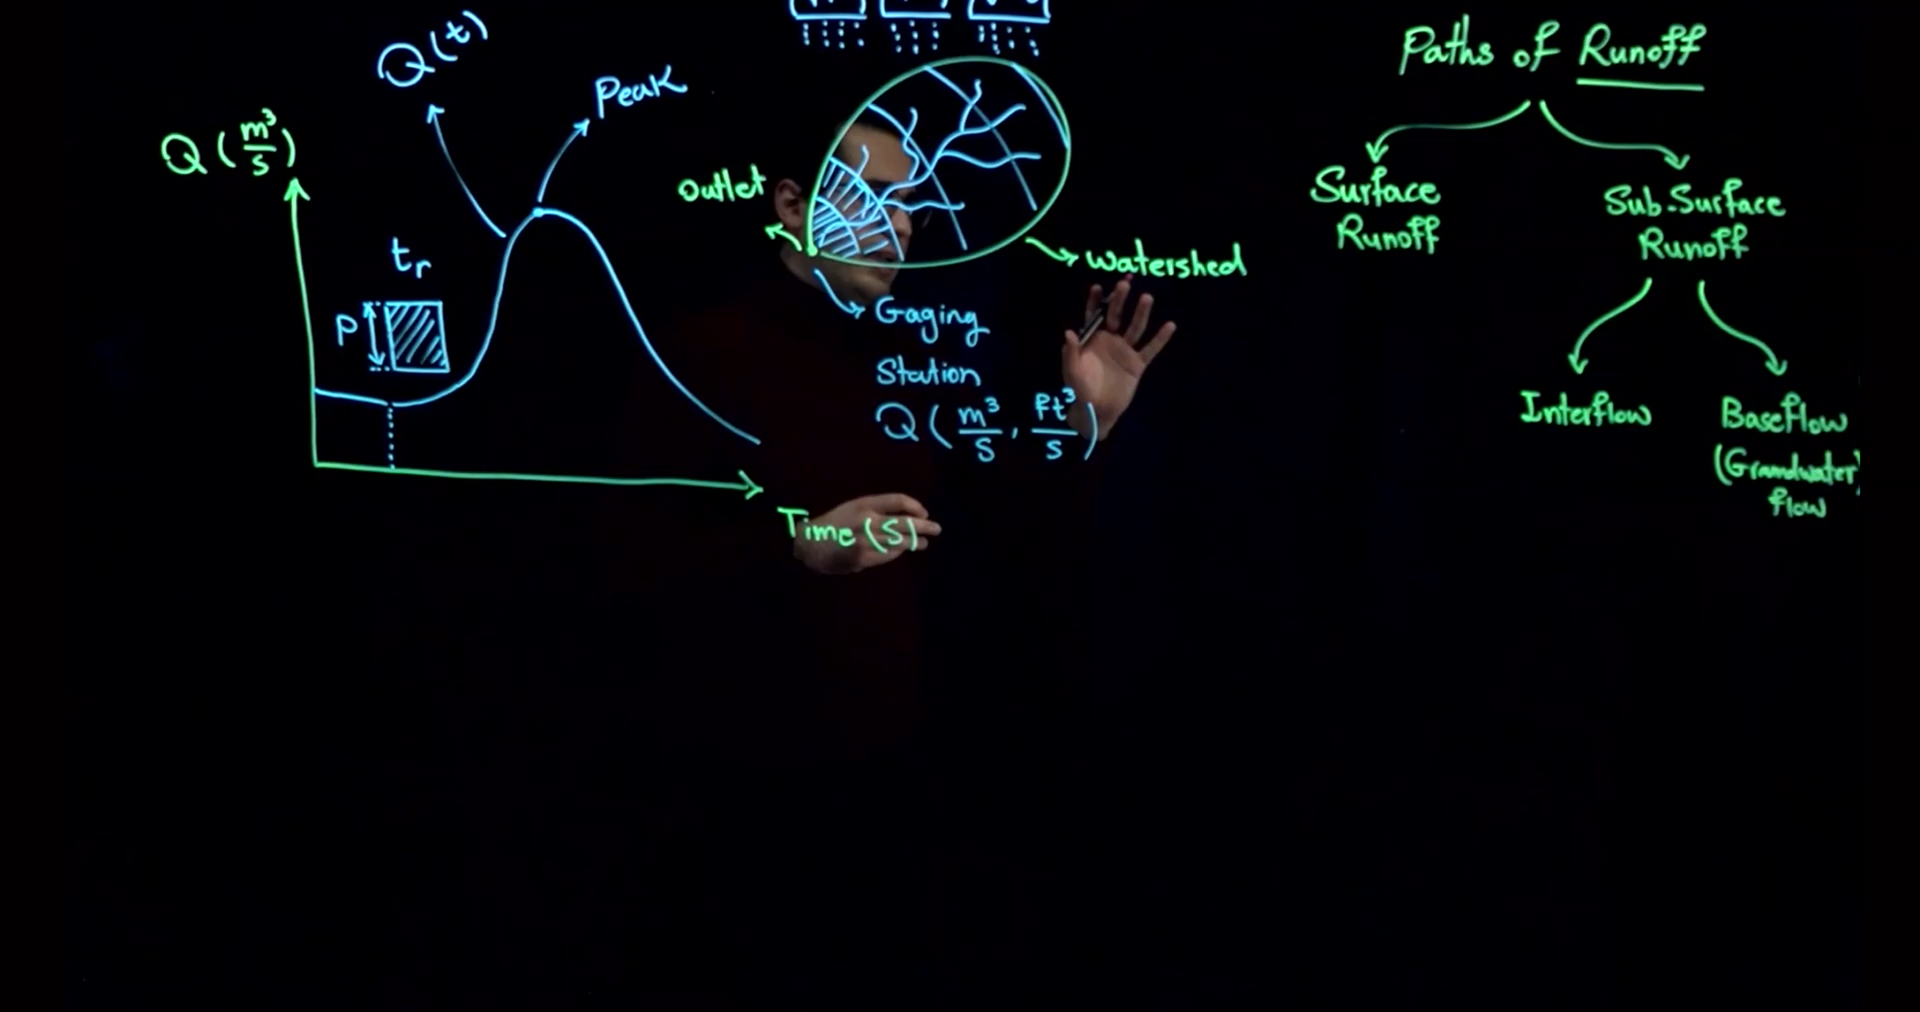 Q(t)
Peak
Q (m³/s)
tr
P
Time (S)
Outlet
Watershed
Gaging
Station
Q (m³/s, ft³/s)
Paths of Runoff
Surface
Runoff
Sub-Surface
Runoff
Interflow
Baseflow
(Groundwater)
flow